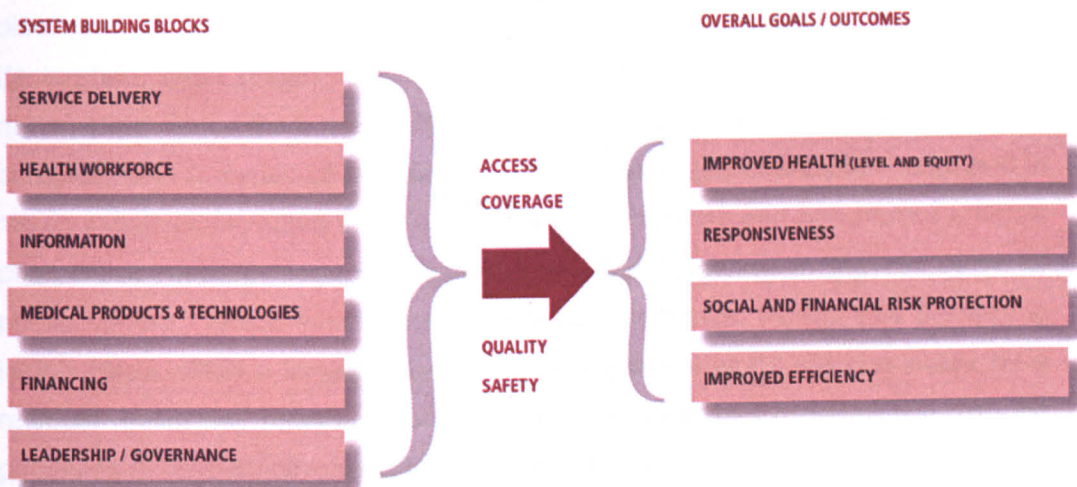 SYSTEM BUILDING BLOCKS
SERVICE DELIVERY
HEALTH WORKFORCE
INFORMATION
MEDICAL PRODUCTS & TECHNOLOGIES
FINANCING
LEADERSHIP / GOVERNANCE
ACCESS
COVERAGE
QUALITY
SAFETY
OVERALL GOALS / OUTCOMES
IMPROVED HEALTH (LEVEL AND EQUITY)
RESPONSIVENESS
SOCIAL AND FINANCIAL RISK PROTECTION
IMPROVED EFFICIENCY